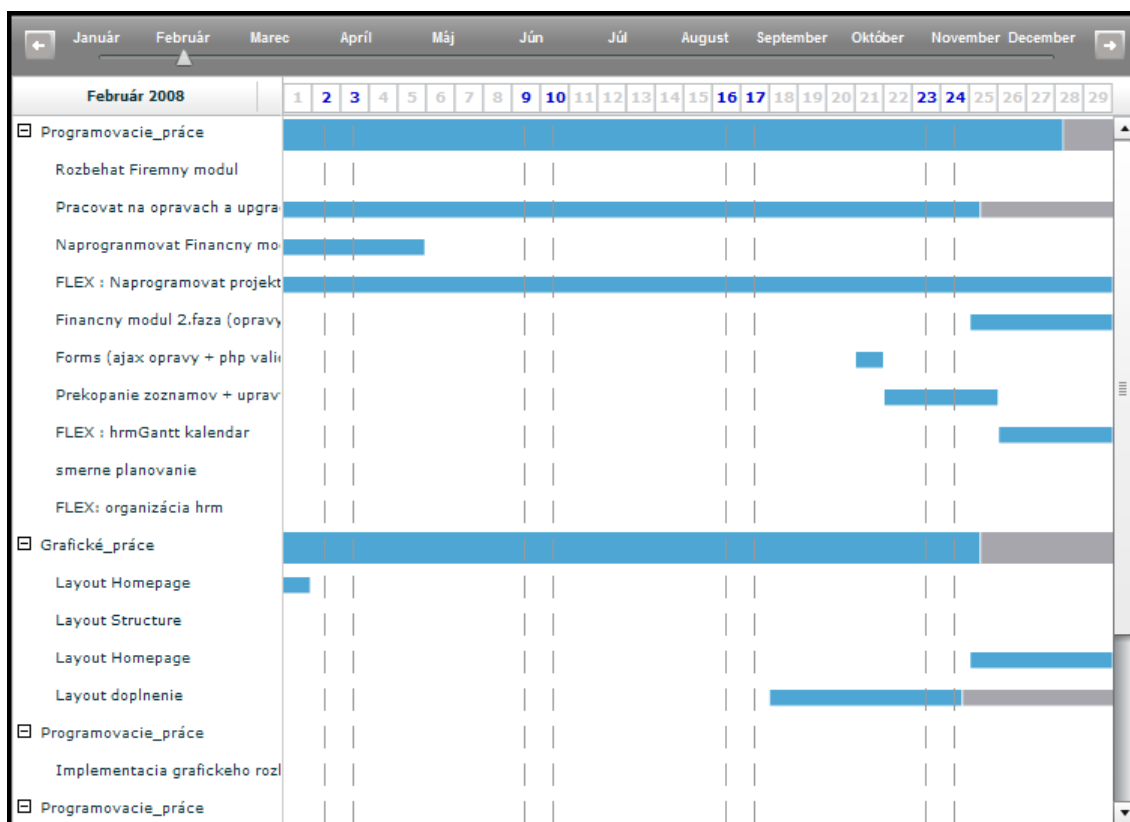 Január Február Marec Apríl Máj Jún Júl August September Október November December
Február 2008 1 2 3 4 5 6 7 8 9 10 11 12 13 14 15 16 17 18 19 20 21 22 23 24 25 26 27 28 29
Programovacie_práce
Rozbehat Firemny modul
Pracovat na opravach a upgra
Naprogranmovat Financny mo
FLEX : Naprogramovat projekt
Financny modul 2.faza (opravy
Forms (ajax opravy + php valid
Prekopanie zoznamov + uprav
FLEX : hrmGantt kalendar
smerne planovanie
FLEX: organizácia hrm
Grafické_práce
Layout Homepage
Layout Structure
Layout Homepage
Layout doplnenie
Programovacie_práce
Implementacia grafickeho rozl
Programovacie_práce